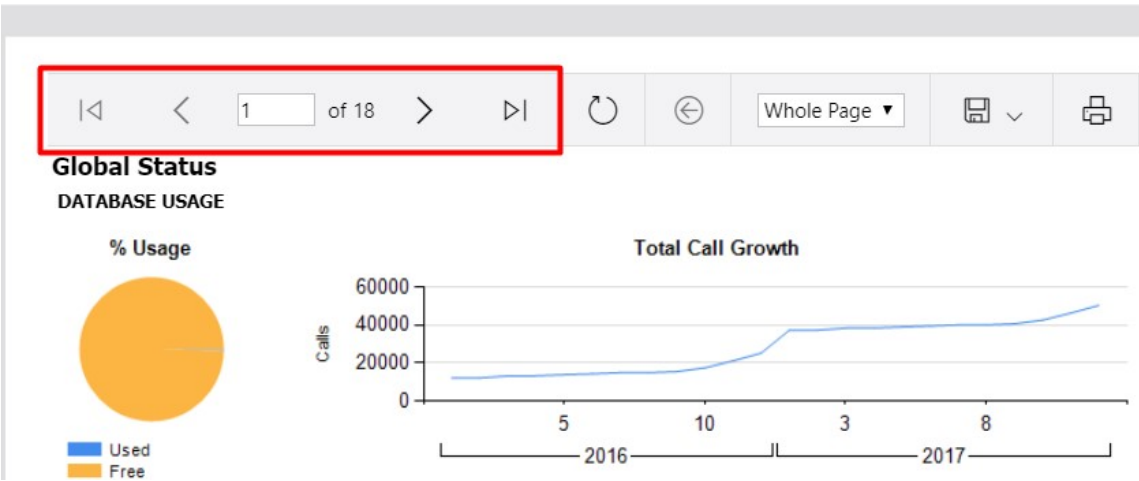 1 of 18 Whole Page
Global Status
DATABASE USAGE
% Usage
Used
Free
Total Call Growth
Calls
60000
40000
20000
0
5 10 3 8
2016 2017